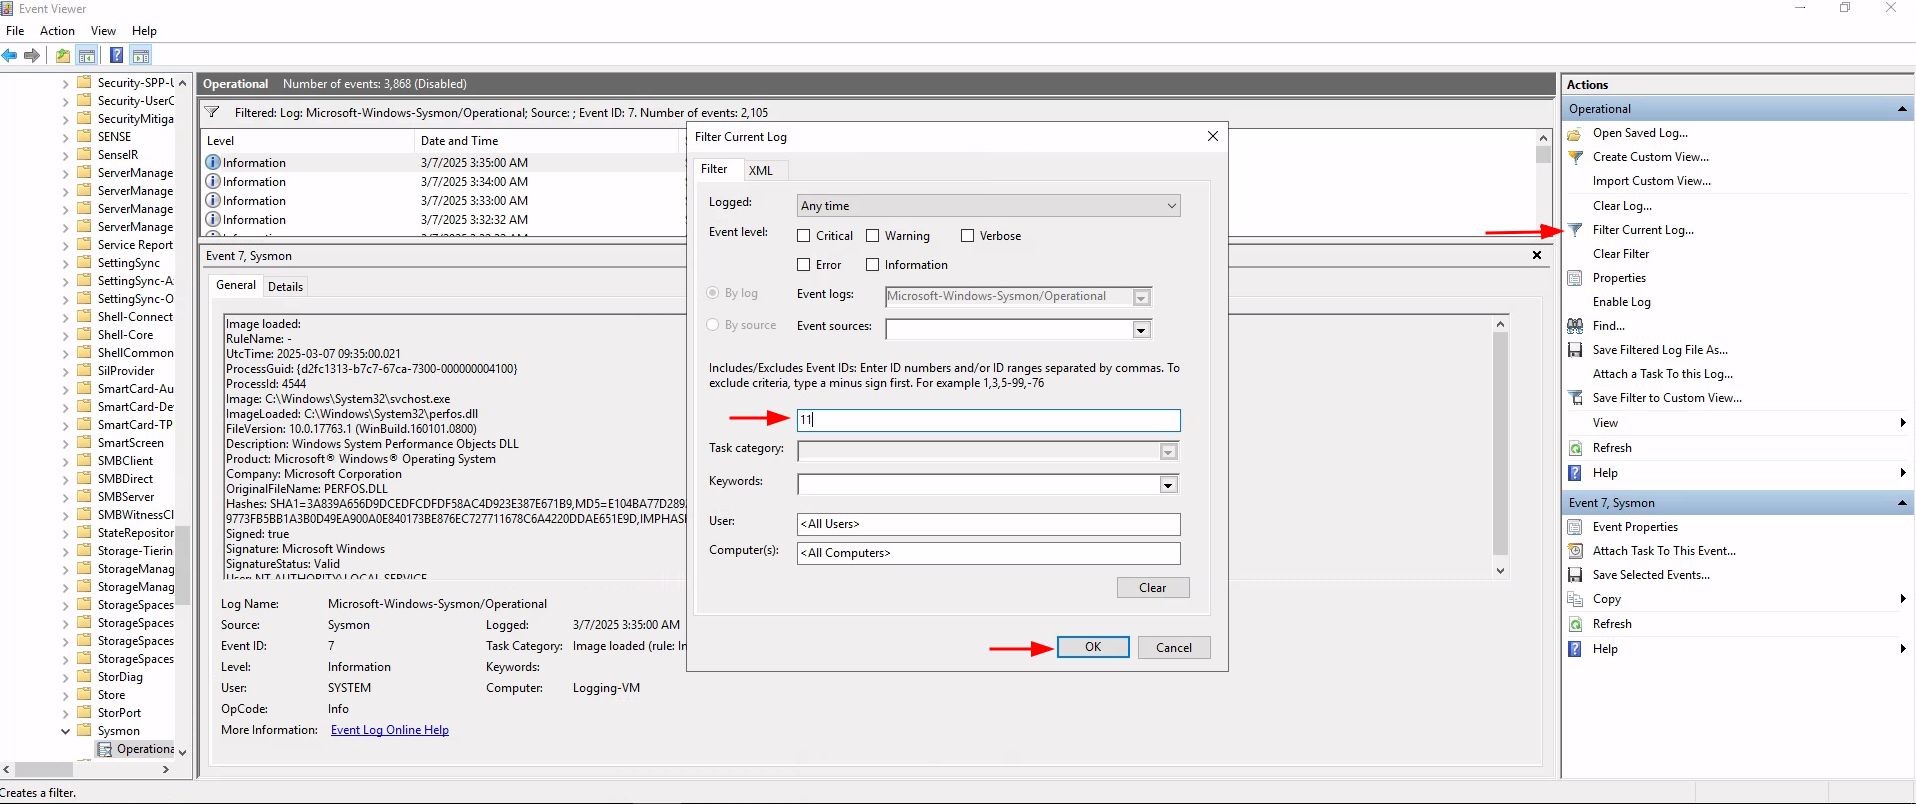 Event Viewer
File Action View Help
Security-SPP-U
Security-UserC
SecurityMitiga
SENSE
SenseIR
ServerManage
ServerManage
ServerManage
ServerManage
Service Report
SettingSync
SettingSync-A
SettingSync-O
Shell-Connect
Shell-Core
ShellCommon
SilProvider
SmartCard-Au
SmartCard-De
SmartCard-TP
SmartScreen
SMBClient
SMBDirect
SMBServer
SMBWitnessCl
StateRepositor
Storage-Tierin
StorageManag
StorageManag
StorageSpaces
StorageSpaces
StorageSpaces
StorageSpaces
StorDiag
Store
StorPort
Sysmon
Operationa
Operational Number of events: 3,868 (Disabled)
Filtered: Log: Microsoft-Windows-Sysmon/Operational; Source: ; Event ID: 7. Number of events: 2,105
Level Date and Time
Information 3/7/2025 3:35:00 AM
Information 3/7/2025 3:34:00 AM
Information 3/7/2025 3:33:00 AM
Information 3/7/2025 3:32:32 AM
Event 7, Sysmon
General Details
Image loaded:
RuleName: -
UtcTime: 2025-03-07 09:35:00.021
ProcessGuid: {d2fc1313-b7c7-67ca-7300-000000004100}
ProcessId: 4544
Image: C:\Windows\System32\svchost.exe
ImageLoaded: C:\Windows\System32\perfos.dll
FileVersion: 10.0.17763.1 (WinBuild.160101.0800)
Description: Windows System Performance Objects DLL
Product: Microsoft® Windows® Operating System
Company: Microsoft Corporation
OriginalFileName: PERFOS.DLL
Hashes: SHA1=3A839A656D9DCEDFCDFDF58AC4D923E387E671B9,MD5=E104BA77D289
9773FB5BB1A3B0D49EA900A0E840173BE876EC727711678C6A4220DDAE651E9D,IMPHASH
Signed: true
Signature: Microsoft Windows
SignatureStatus: Valid
User: NT AUTHORITY\LOCAL SERVICE
Log Name: Microsoft-Windows-Sysmon/Operational
Source: Sysmon Logged: 3/7/2025 3:35:00 AM
Event ID: 7 Task Category: Image loaded (rule: Im
Level: Information Keywords:
User: SYSTEM Computer: Logging-VM
OpCode: Info
More Information: Event Log Online Help
Filter Current Log
Filter XML
Logged: Any time
Event level: Critical Warning Verbose
Error Information
By log Event logs: Microsoft-Windows-Sysmon/Operational
By source Event sources:
Includes/Excludes Event IDs: Enter ID numbers and/or ID ranges separated by commas. To
exclude criteria, type a minus sign first. For example 1,3,5-99,-76
11
Task category:
Keywords:
User: <All Users>
Computer(s): <All Computers>
Clear
OK Cancel
Actions
Operational
Open Saved Log...
Create Custom View...
Import Custom View...
Clear Log...
Filter Current Log...
Clear Filter
Properties
Enable Log
Find...
Save Filtered Log File As...
Attach a Task To this Log...
Save Filter to Custom View...
View
Refresh
Help
Event 7, Sysmon
Event Properties
Attach Task To This Event...
Save Selected Events...
Copy
Refresh
Help
Creates a filter.